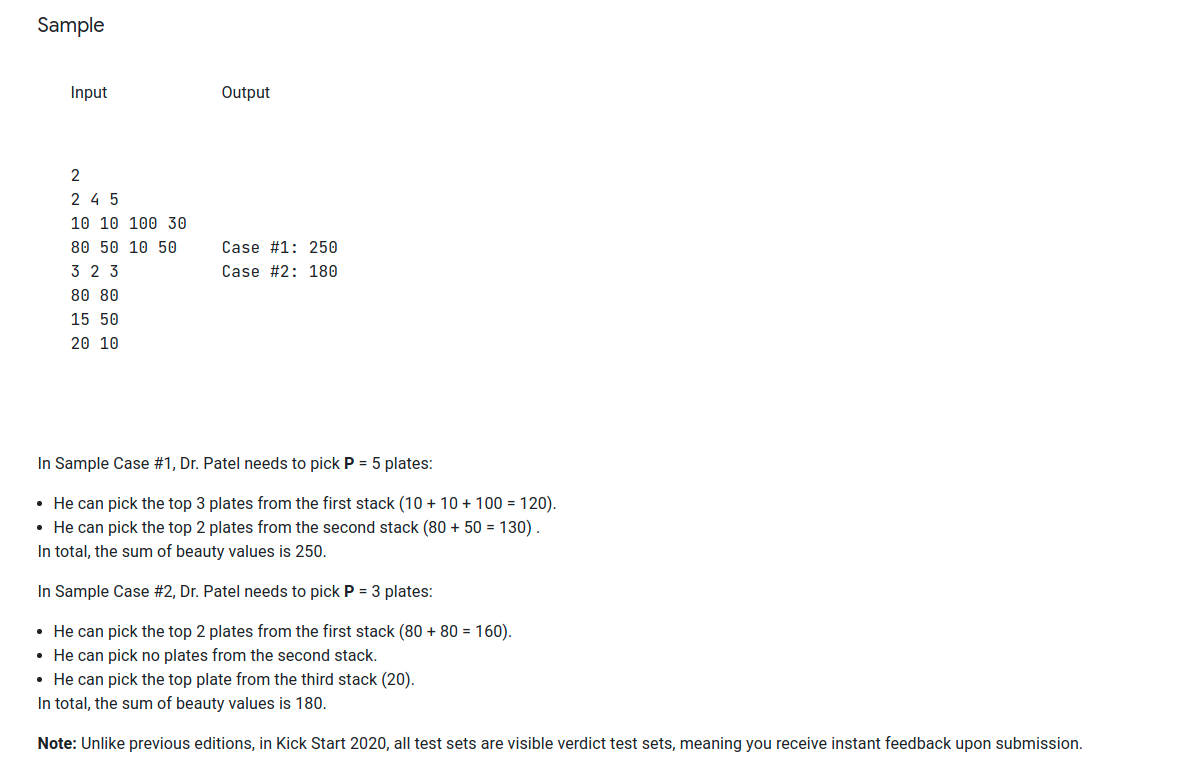 Sample
Input Output
2
2 4 5
10 10 100 30
80 50 10 50 Case #1: 250
3 2 3 Case #2: 180
80 80
15 50
20 10
In Sample Case #1, Dr. Patel needs to pick P = 5 plates:
• He can pick the top 3 plates from the first stack (10 + 10 + 100 = 120).
• He can pick the top 2 plates from the second stack (80 + 50 = 130) .
In total, the sum of beauty values is 250.
In Sample Case #2, Dr. Patel needs to pick P = 3 plates:
• He can pick the top 2 plates from the first stack (80 + 80 = 160).
• He can pick no plates from the second stack.
• He can pick the top plate from the third stack (20).
In total, the sum of beauty values is 180.
Note: Unlike previous editions, in Kick Start 2020, all test sets are visible verdict test sets, meaning you receive instant feedback upon submission.